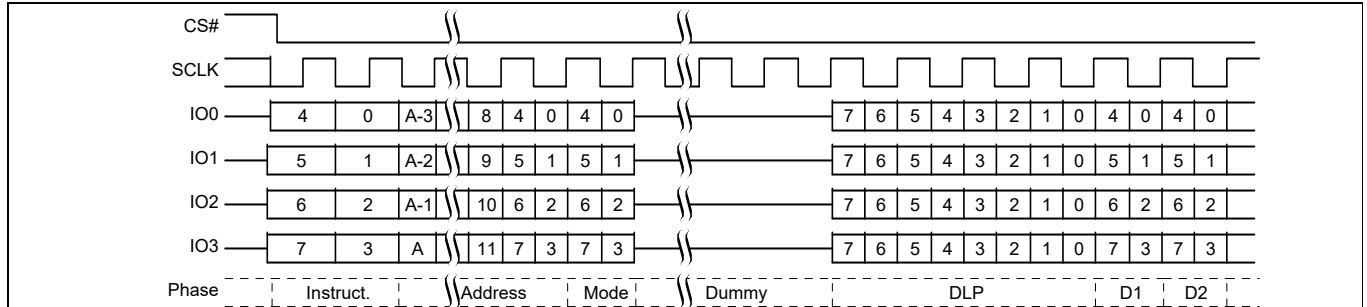 CS#
SCLK
IO0 4 0 A-3 8 4 0 4 0 7 6 5 4 3 2 1 0 4 0 4 0
IO1 5 1 A-2 9 5 1 5 1 7 6 5 4 3 2 1 0 5 1 5 1
IO2 6 2 A-1 10 6 2 6 2 7 6 5 4 3 2 1 0 6 2 6 2
IO3 7 3 A 11 7 3 7 3 7 6 5 4 3 2 1 0 7 3 7 3
Phase Instruct. Address Mode Dummy DLP D1 D2